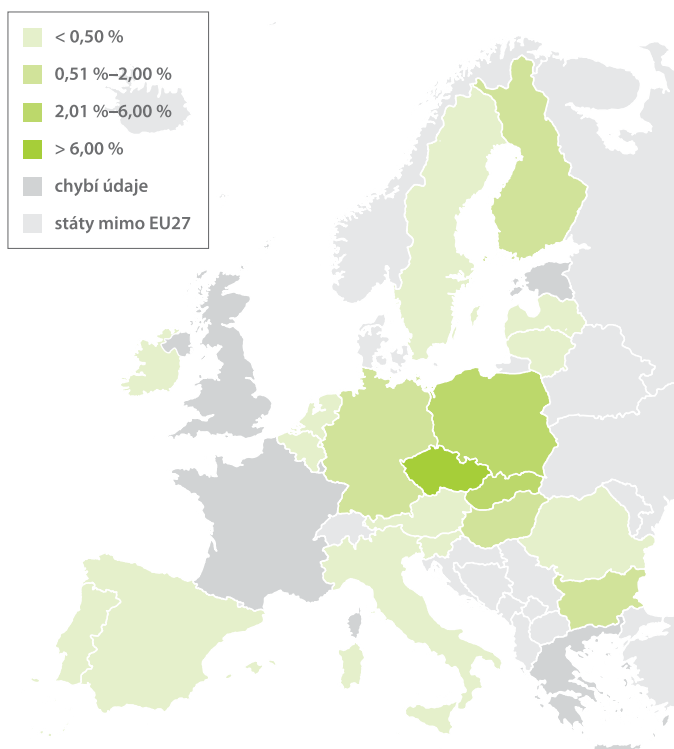 < 0,50 %
0,51 %–2,00 %
2,01 %–6,00 %
> 6,00 %
chybí údaje
státy mimo EU27